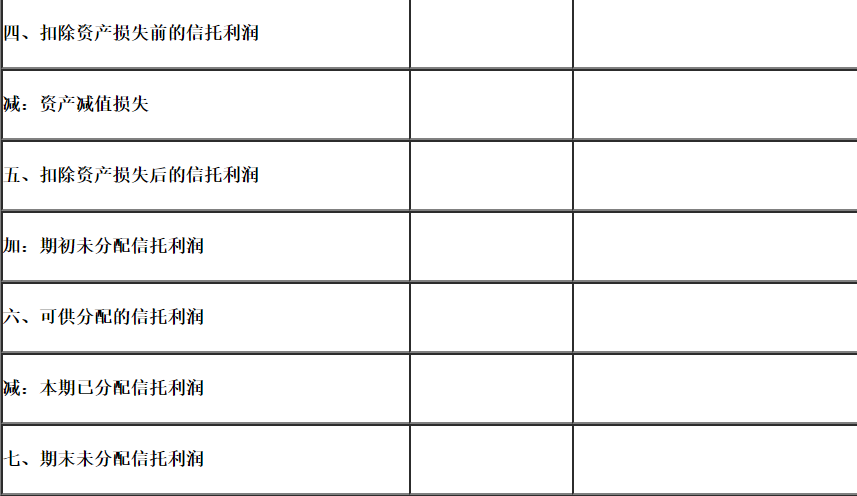 四、扣除资产损失前的信托利润
减：资产减值损失
五、扣除资产损失后的信托利润
加：期初未分配信托利润
六、可供分配的信托利润
减：本期已分配信托利润
七、期末未分配信托利润